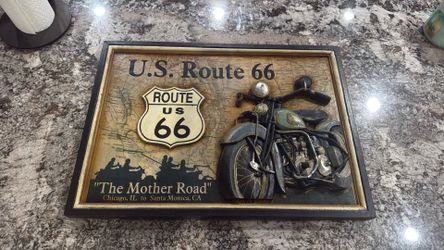 U.S. Route 66
ROUTE
US
66
"The Mother Road"
Chicago, IL to Santa Monica, CA